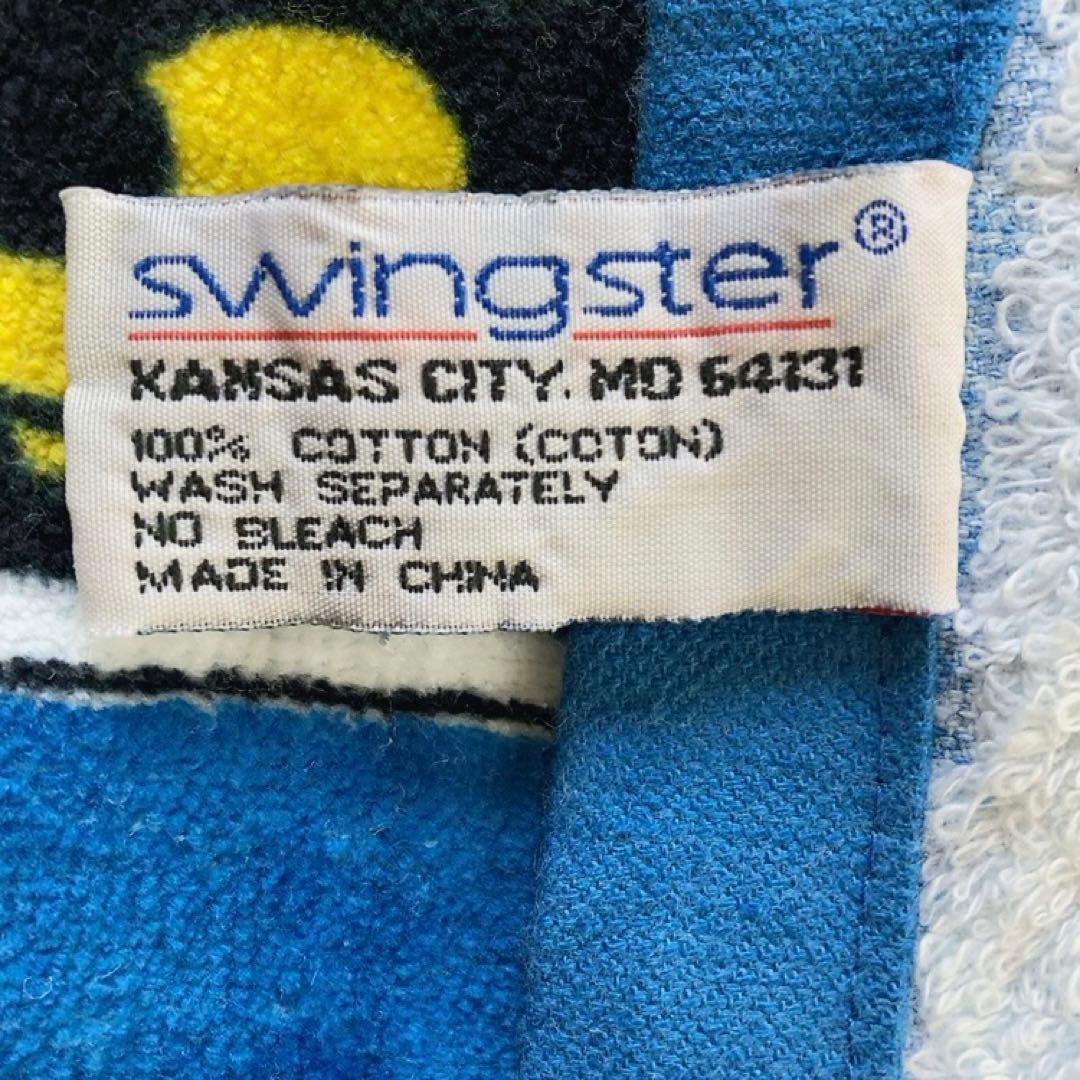 swingster®
KANSAS CITY, MO 64131
100% COTTON (COTON)
WASH SEPARATELY
NO BLEACH
MADE IN CHINA